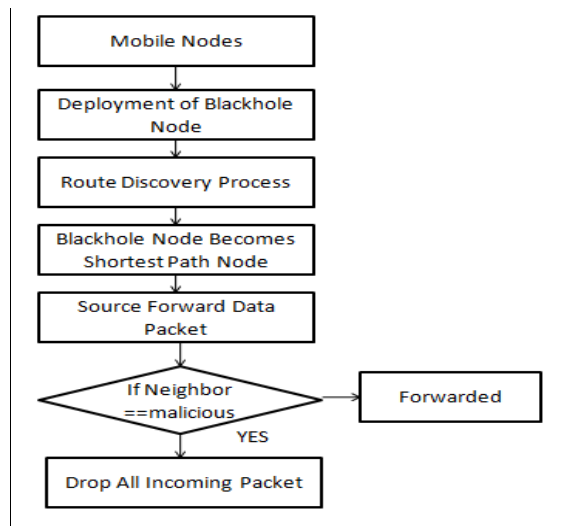 Mobile Nodes
Deployment of Blackhole
Node
Route Discovery Process
Blackhole Node Becomes
Shortest Path Node
Source Forward Data
Packet
If Neighbor
==malicious
Forwarded
YES
Drop All Incoming Packet